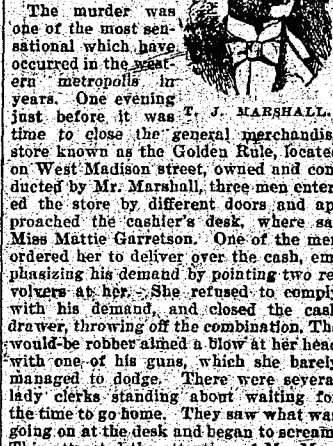 The murder was
one of the most sen-
sational which have
occurred in the west-
ern metropolis in
years. One evening
just before it was
T. J. MARSHALL.
time to close the general merchandis
store known as the Golden Rule, locate
on West Madison street, owned and con
ducted by Mr. Marshall, three men enter
ed the store by different doors and ap
proached the cashier's desk, where sa
Miss Mattie Garretson. One of the men
ordered her to deliver over the cash, em
phasizing his demand by pointing two re
volvers at her. She refused to comply
with his demand, and closed the cash
drawer, throwing off the combination. Th
would-be robber aimed a blow at her head
with one of his guns, which she barely
managed to dodge. There were severa
lady clerks standing about waiting fo
the time to go home. They saw what wa
going on at the desk and began to scream